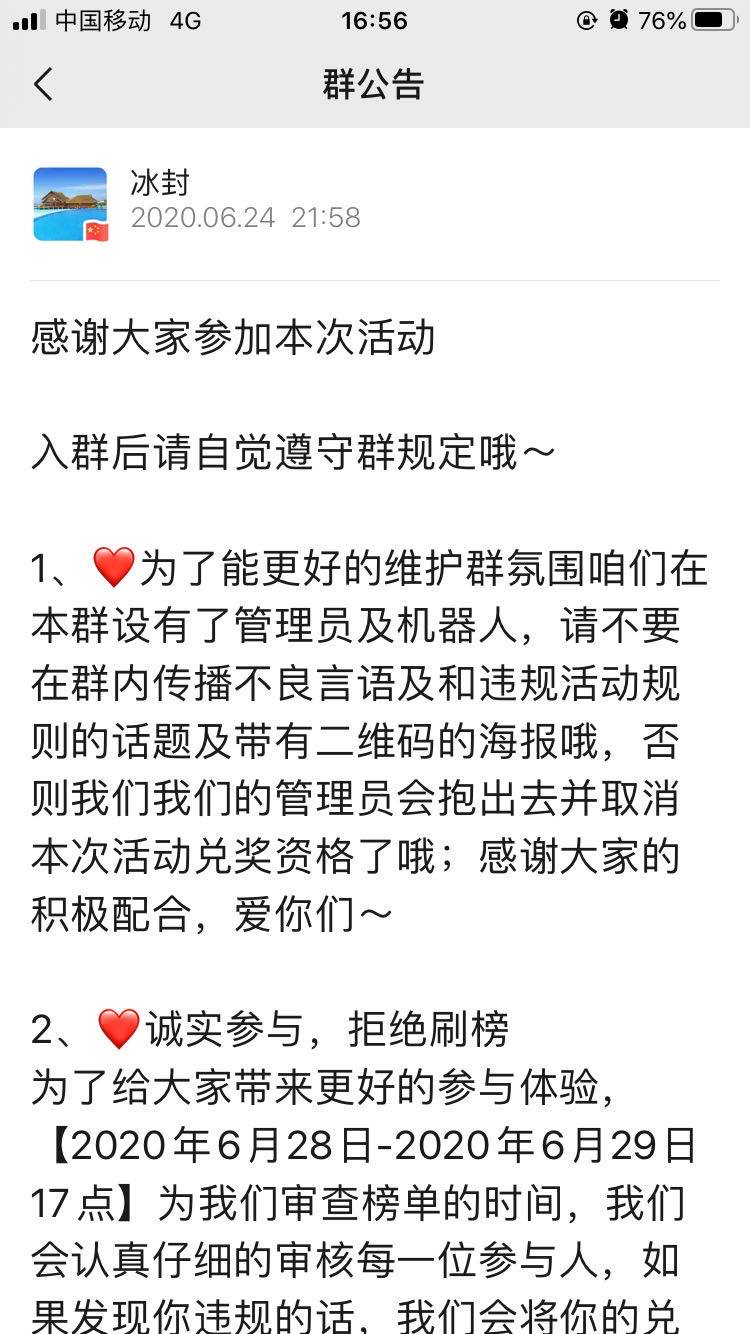 中国移动 4G 16:56 76%
群公告
冰封
2020.06.24 21:58
感谢大家参加本次活动
入群后请自觉遵守群规定哦～
1、❤️为了能更好的维护群氛围咱们在
本群设有了管理员及机器人，请不要
在群内传播不良言语及和违规活动规
则的话题及带有二维码的海报哦，否
则我们我们的管理员会抱出去并取消
本次活动兑奖资格了哦；感谢大家的
积极配合，爱你们～
2、❤️诚实参与，拒绝刷榜
为了给大家带来更好的参与体验，
【2020年6月28日-2020年6月29日
17点】为我们审查榜单的时间，我们
会认真仔细的审核每一位参与人，如
果发现你违规的话，我们会将你的兑